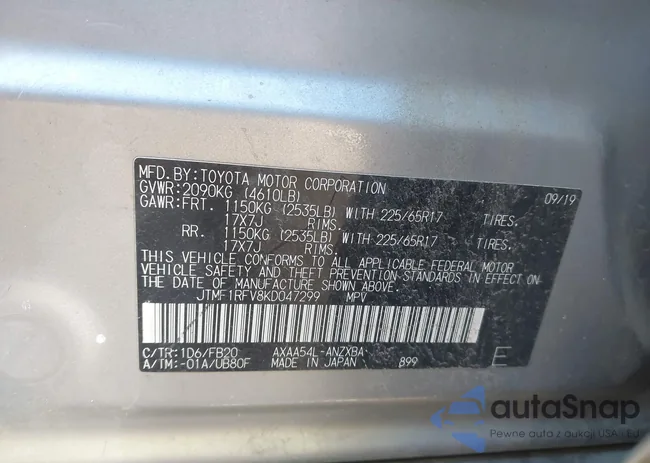 MFD. BY:TOYOTA MOTOR CORPORATION 09/19
GVWR:2090KG (4610LB)
GAWR:FRT. 1150KG (2535LB) WITH 225/65R17 TIRES.
17X7J RIMS.
RR. 1150KG (2535LB) WITH 225/65R17 TIRES.
17X7J RIMS.
THIS VEHICLE CONFORMS TO ALL APPLICABLE FEDERAL MOTOR
VEHICLE SAFETY AND THEFT PREVENTION STANDARDS IN EFFECT ON
THE DATE OF MANUFACTURE SHOWN ABOVE.
JTMF1RFV8KD047299 MPV
C/TR:1D6/FB20 AXAA54L-ANZXBA
A/TM:-01A/UB80F MADE IN JAPAN B99 E
autaSnap
Pewne auta z aukcji USA i EU